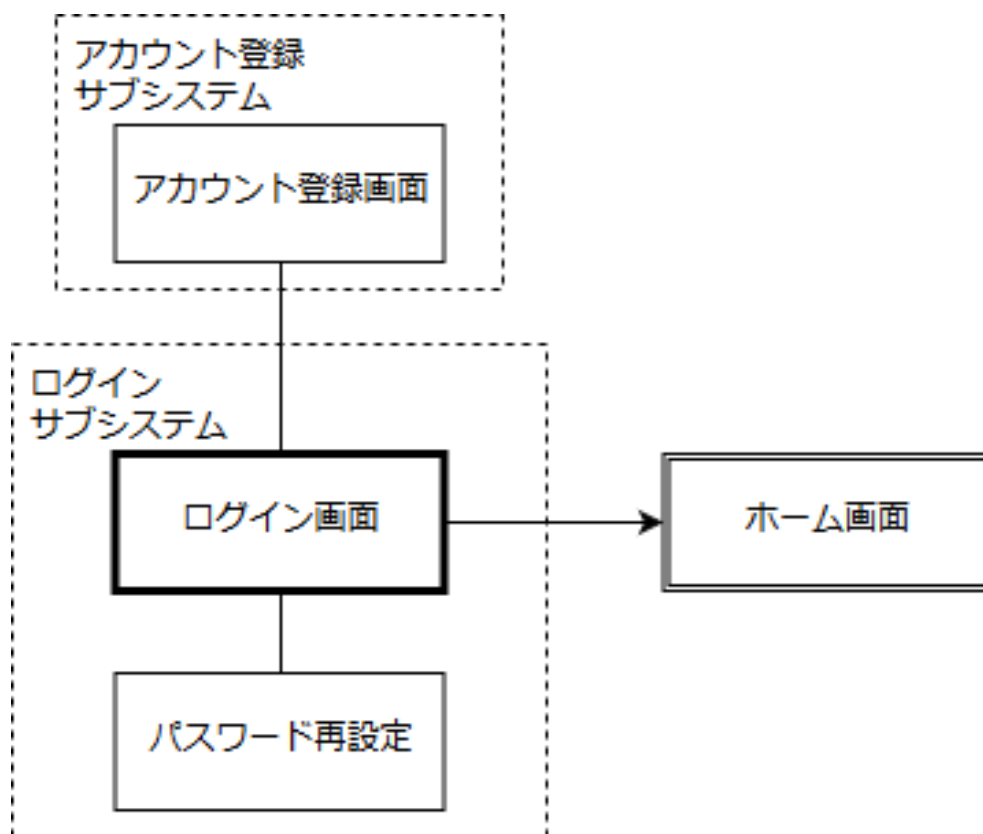 アカウント登録
サブシステム
アカウント登録画面
ログイン
サブシステム
ログイン画面
ホーム画面
パスワード再設定